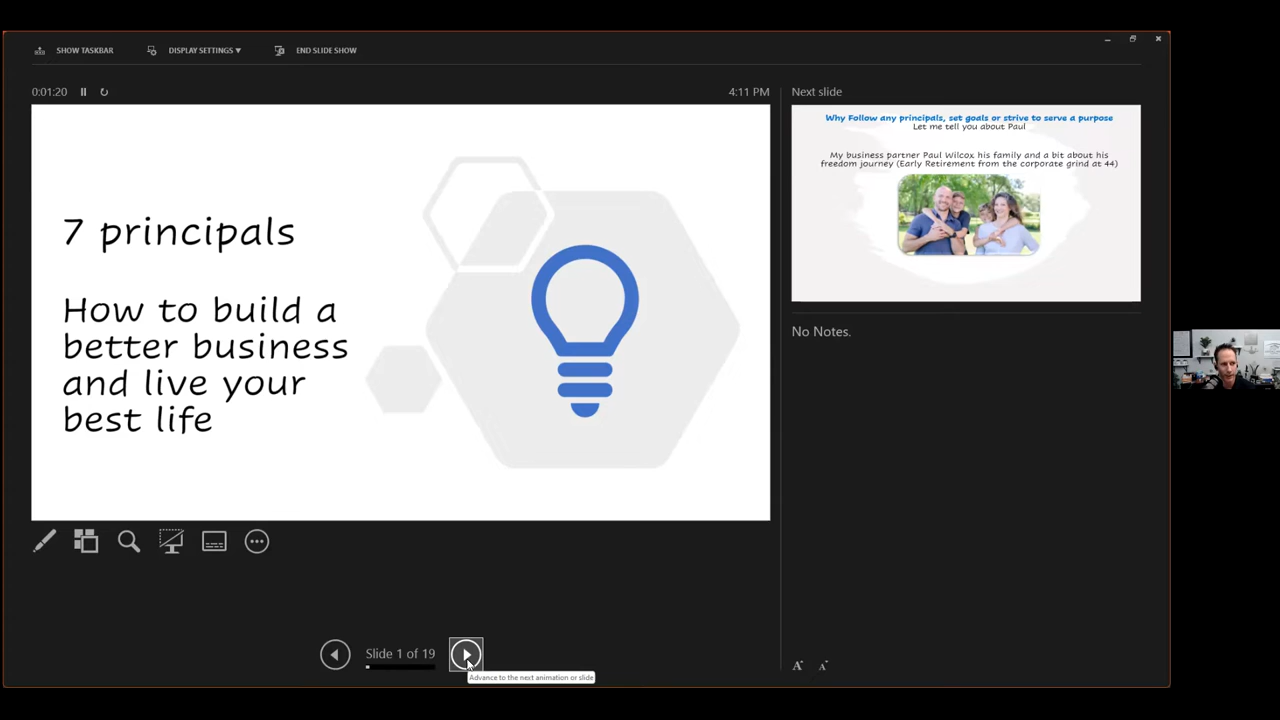 SHOW TASKBAR
DISPLAY SETTINGS ▾
END SLIDE SHOW
0:01:20
4:11 PM
7 principals
How to build a
better business
and live your
best life
Slide 1 of 19
Advance to the next animation or slide
Next slide
Why Follow any principals, set goals or strive to serve a purpose
Let me tell you about Paul
My business partner Paul Wilcox his family and a bit about his
freedom journey (Early Retirement from the corporate grind at 44)
No Notes.
A A